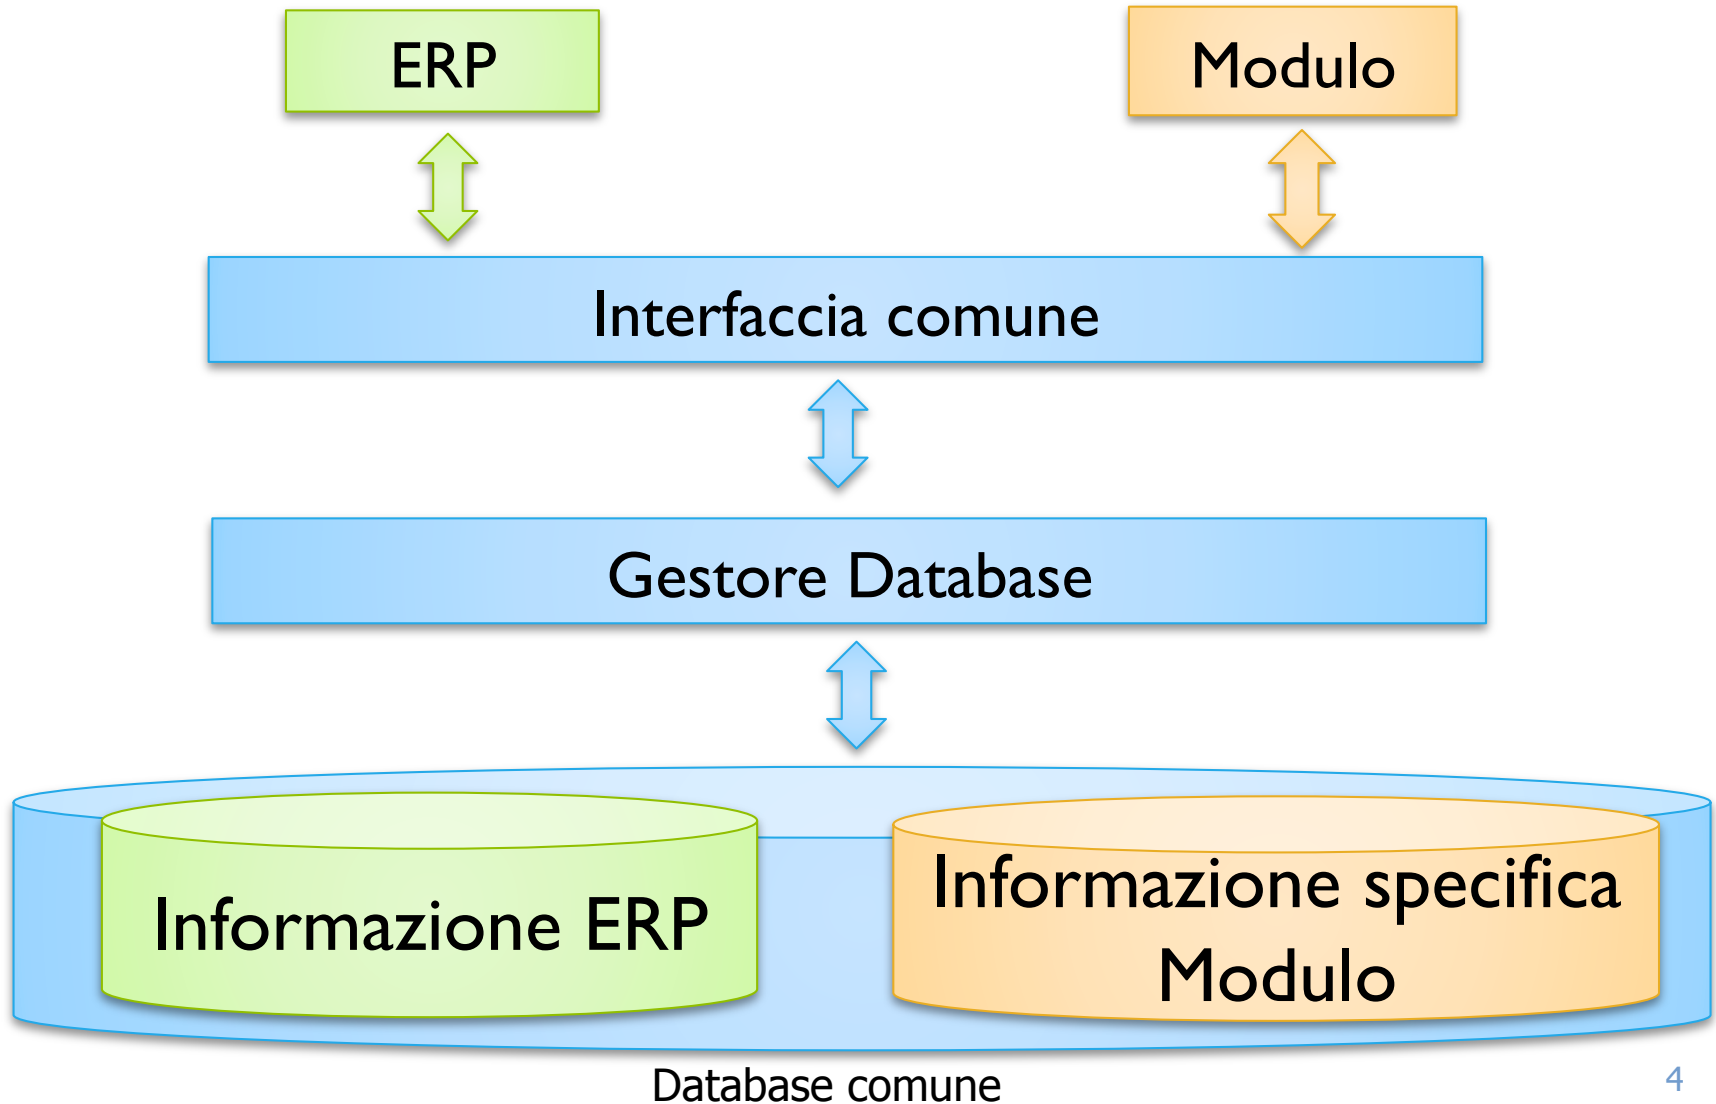 ERP
Modulo
Interfaccia comune
Gestore Database
Informazione ERP
Informazione specifica
Modulo
Database comune
4